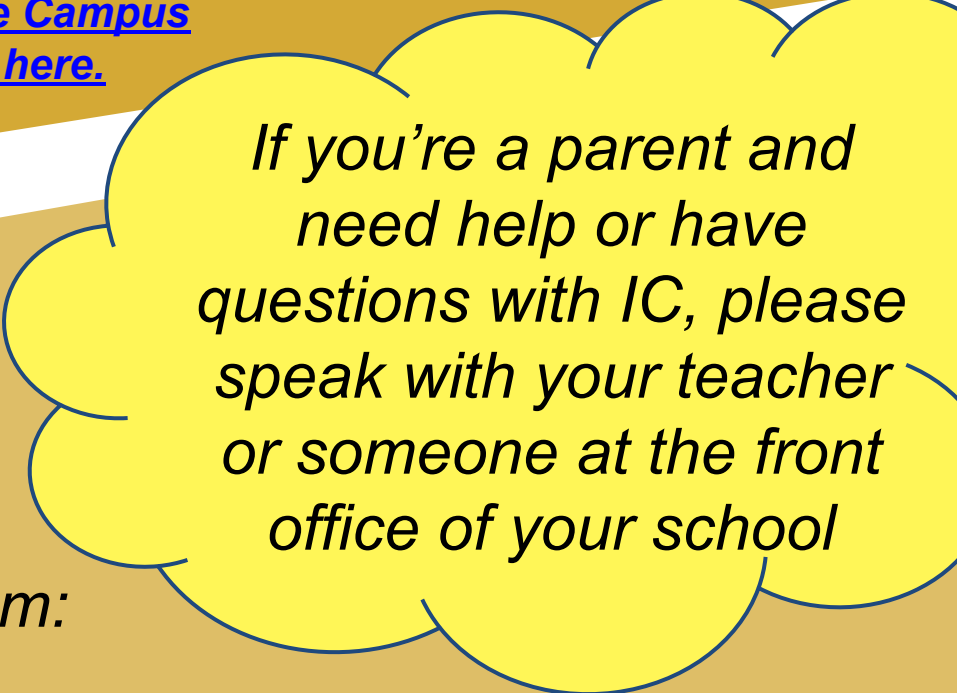 e Campus
here.
If you’re a parent and
need help or have
questions with IC, please
speak with your teacher
or someone at the front
office of your school
m: